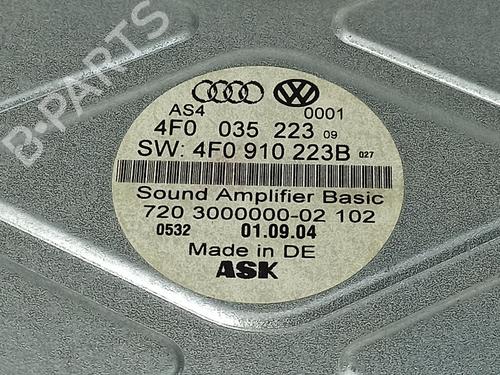 B-PARTS
AS4 0001
4F0 035 223 09
SW: 4F0 910 223B 027
Sound Amplifier Basic
720 3000000-02 102
0532 01.09.04
Made in DE
ASK